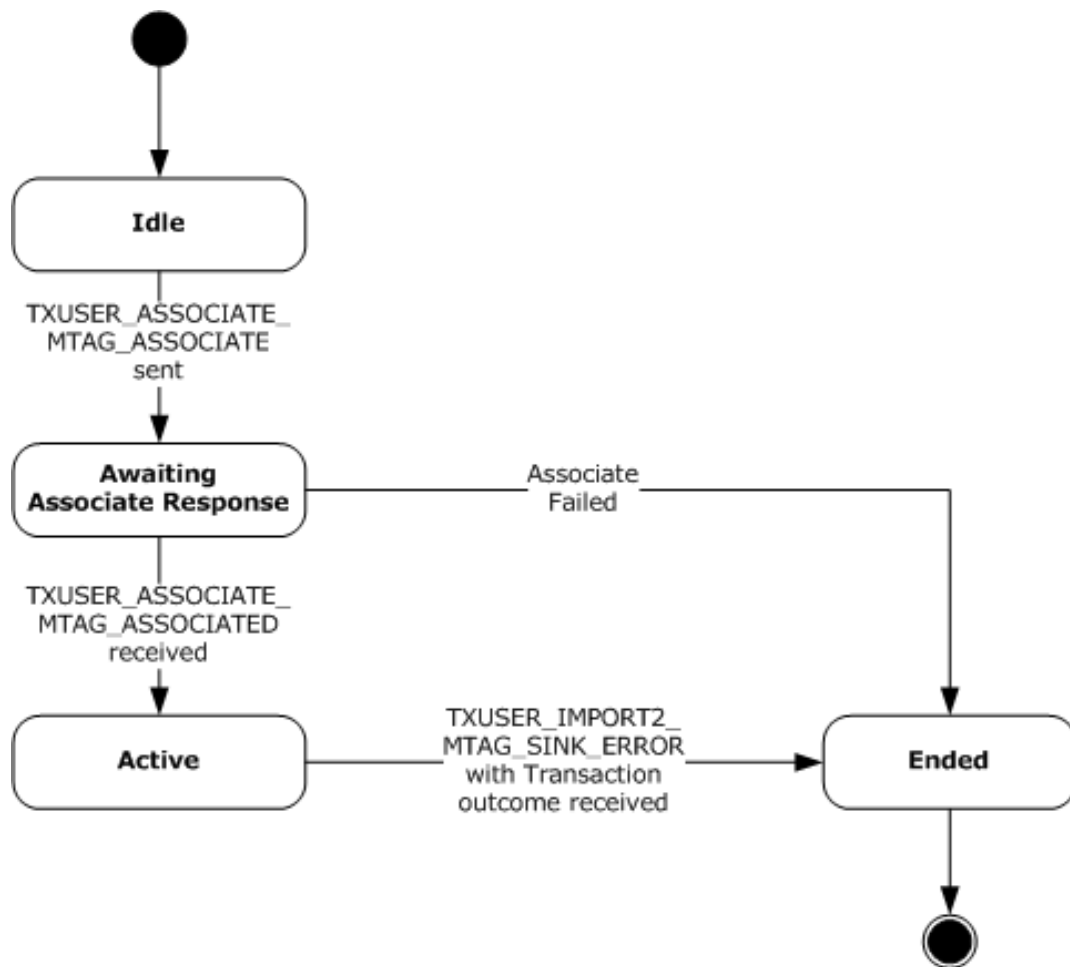 Idle
TXUSER_ASSOCIATE_
MTAG_ASSOCIATE
sent
Awaiting
Associate Response
Associate
Failed
TXUSER_ASSOCIATE_
MTAG_ASSOCIATED
received
Active
TXUSER_IMPORT2_
MTAG_SINK_ERROR
with Transaction
outcome received
Ended